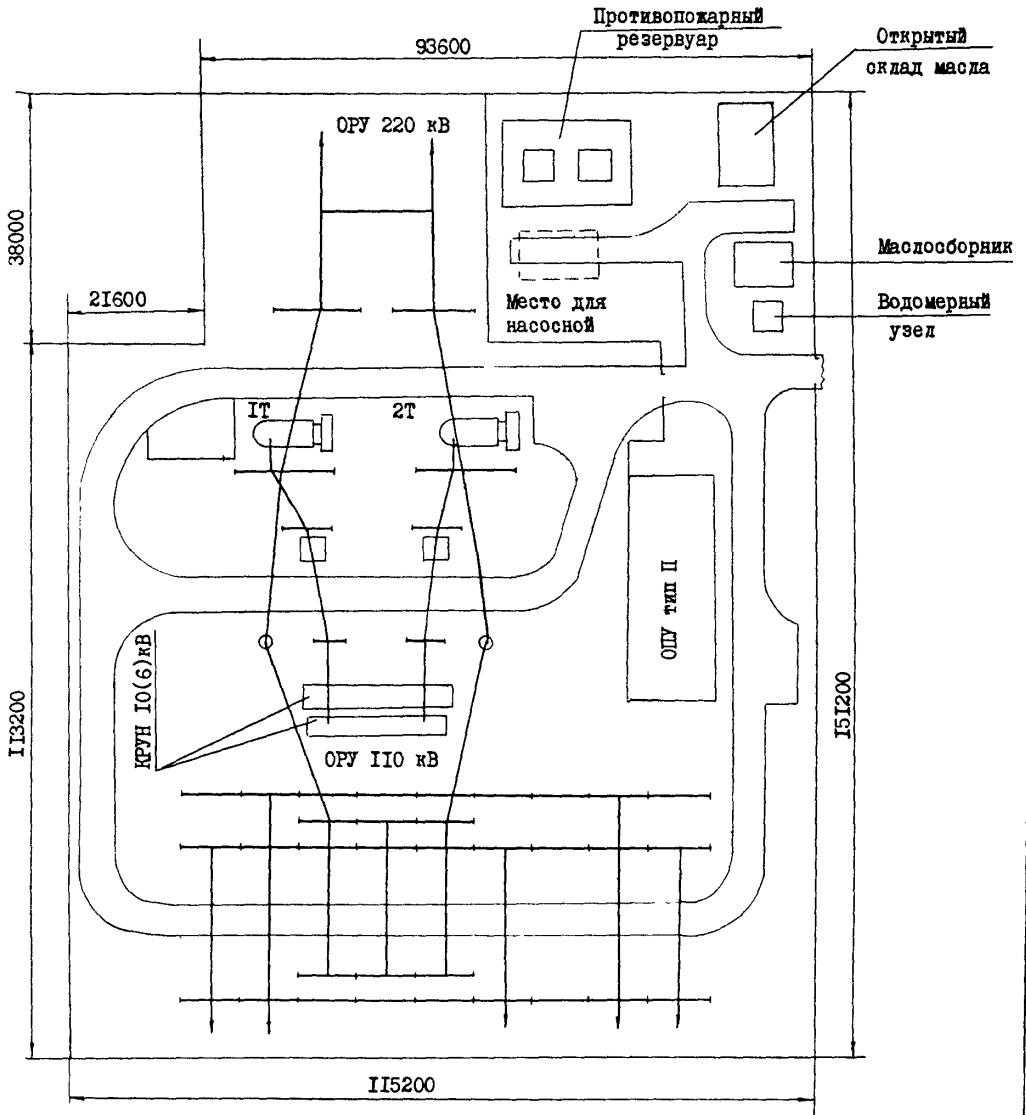 Противопожарный
резервуар
93600
Открытый
склад масла
ОРУ 220 кВ
38000
21600
Маслосборник
Место для
насосной
Водомерный
узел
1Т
2Т
ОПУ тип П
КРУН 10(6)кВ
113200
151200
ОРУ 110 кВ
115200